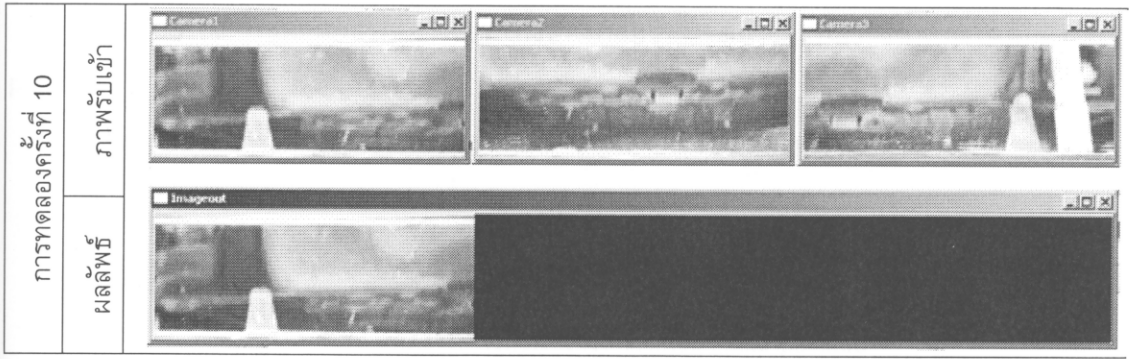 การทดลองครั้งที่ 10
ภาพรับเข้า
Camera1
Camera2
Camera3
ผลลัพธ์
Imageout